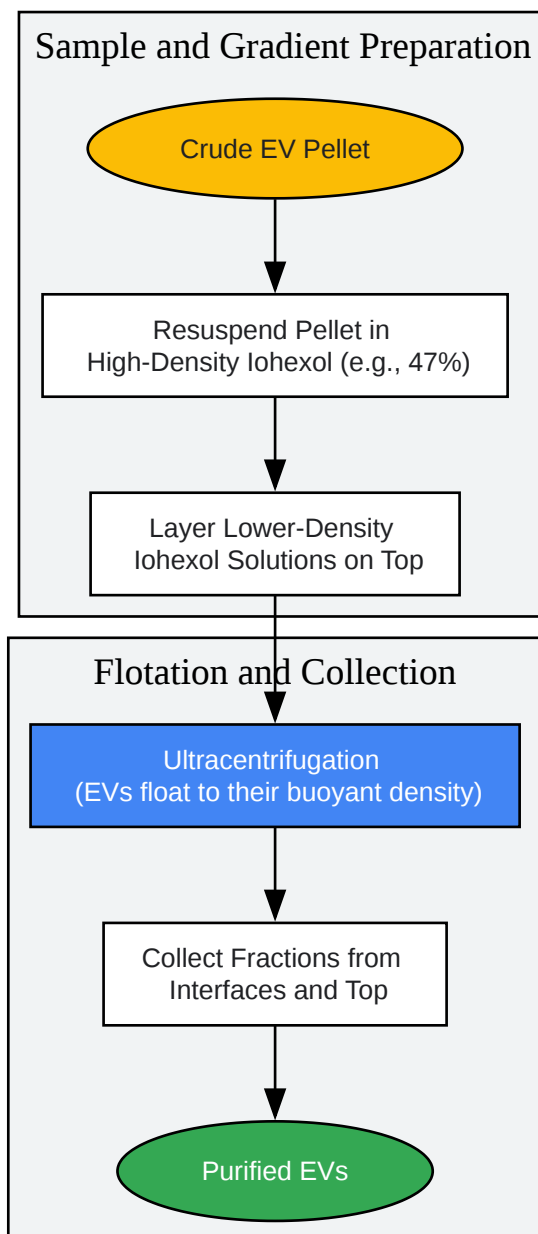 Sample and Gradient Preparation
Crude EV Pellet
Resuspend Pellet in
High-Density Iohexol (e.g., 47%)
Layer Lower-Density
Iohexol Solutions on Top
Flotation and Collection
Ultracentrifugation
(EVs float to their buoyant density)
Collect Fractions from
Interfaces and Top
Purified EVs